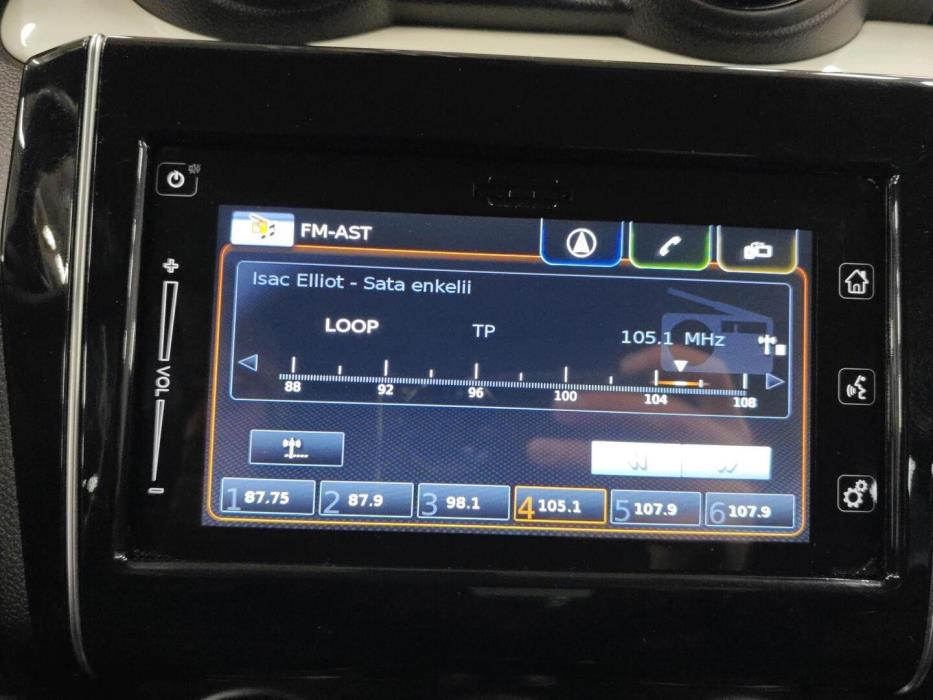 FM-AST
Isac Elliot - Sata enkelii
LOOP TP 105.1 MHz
88 92 96 100 104 108
+
VOL
-
1 87.75 2 87.9 3 98.1 4 105.1 5 107.9 6 107.9